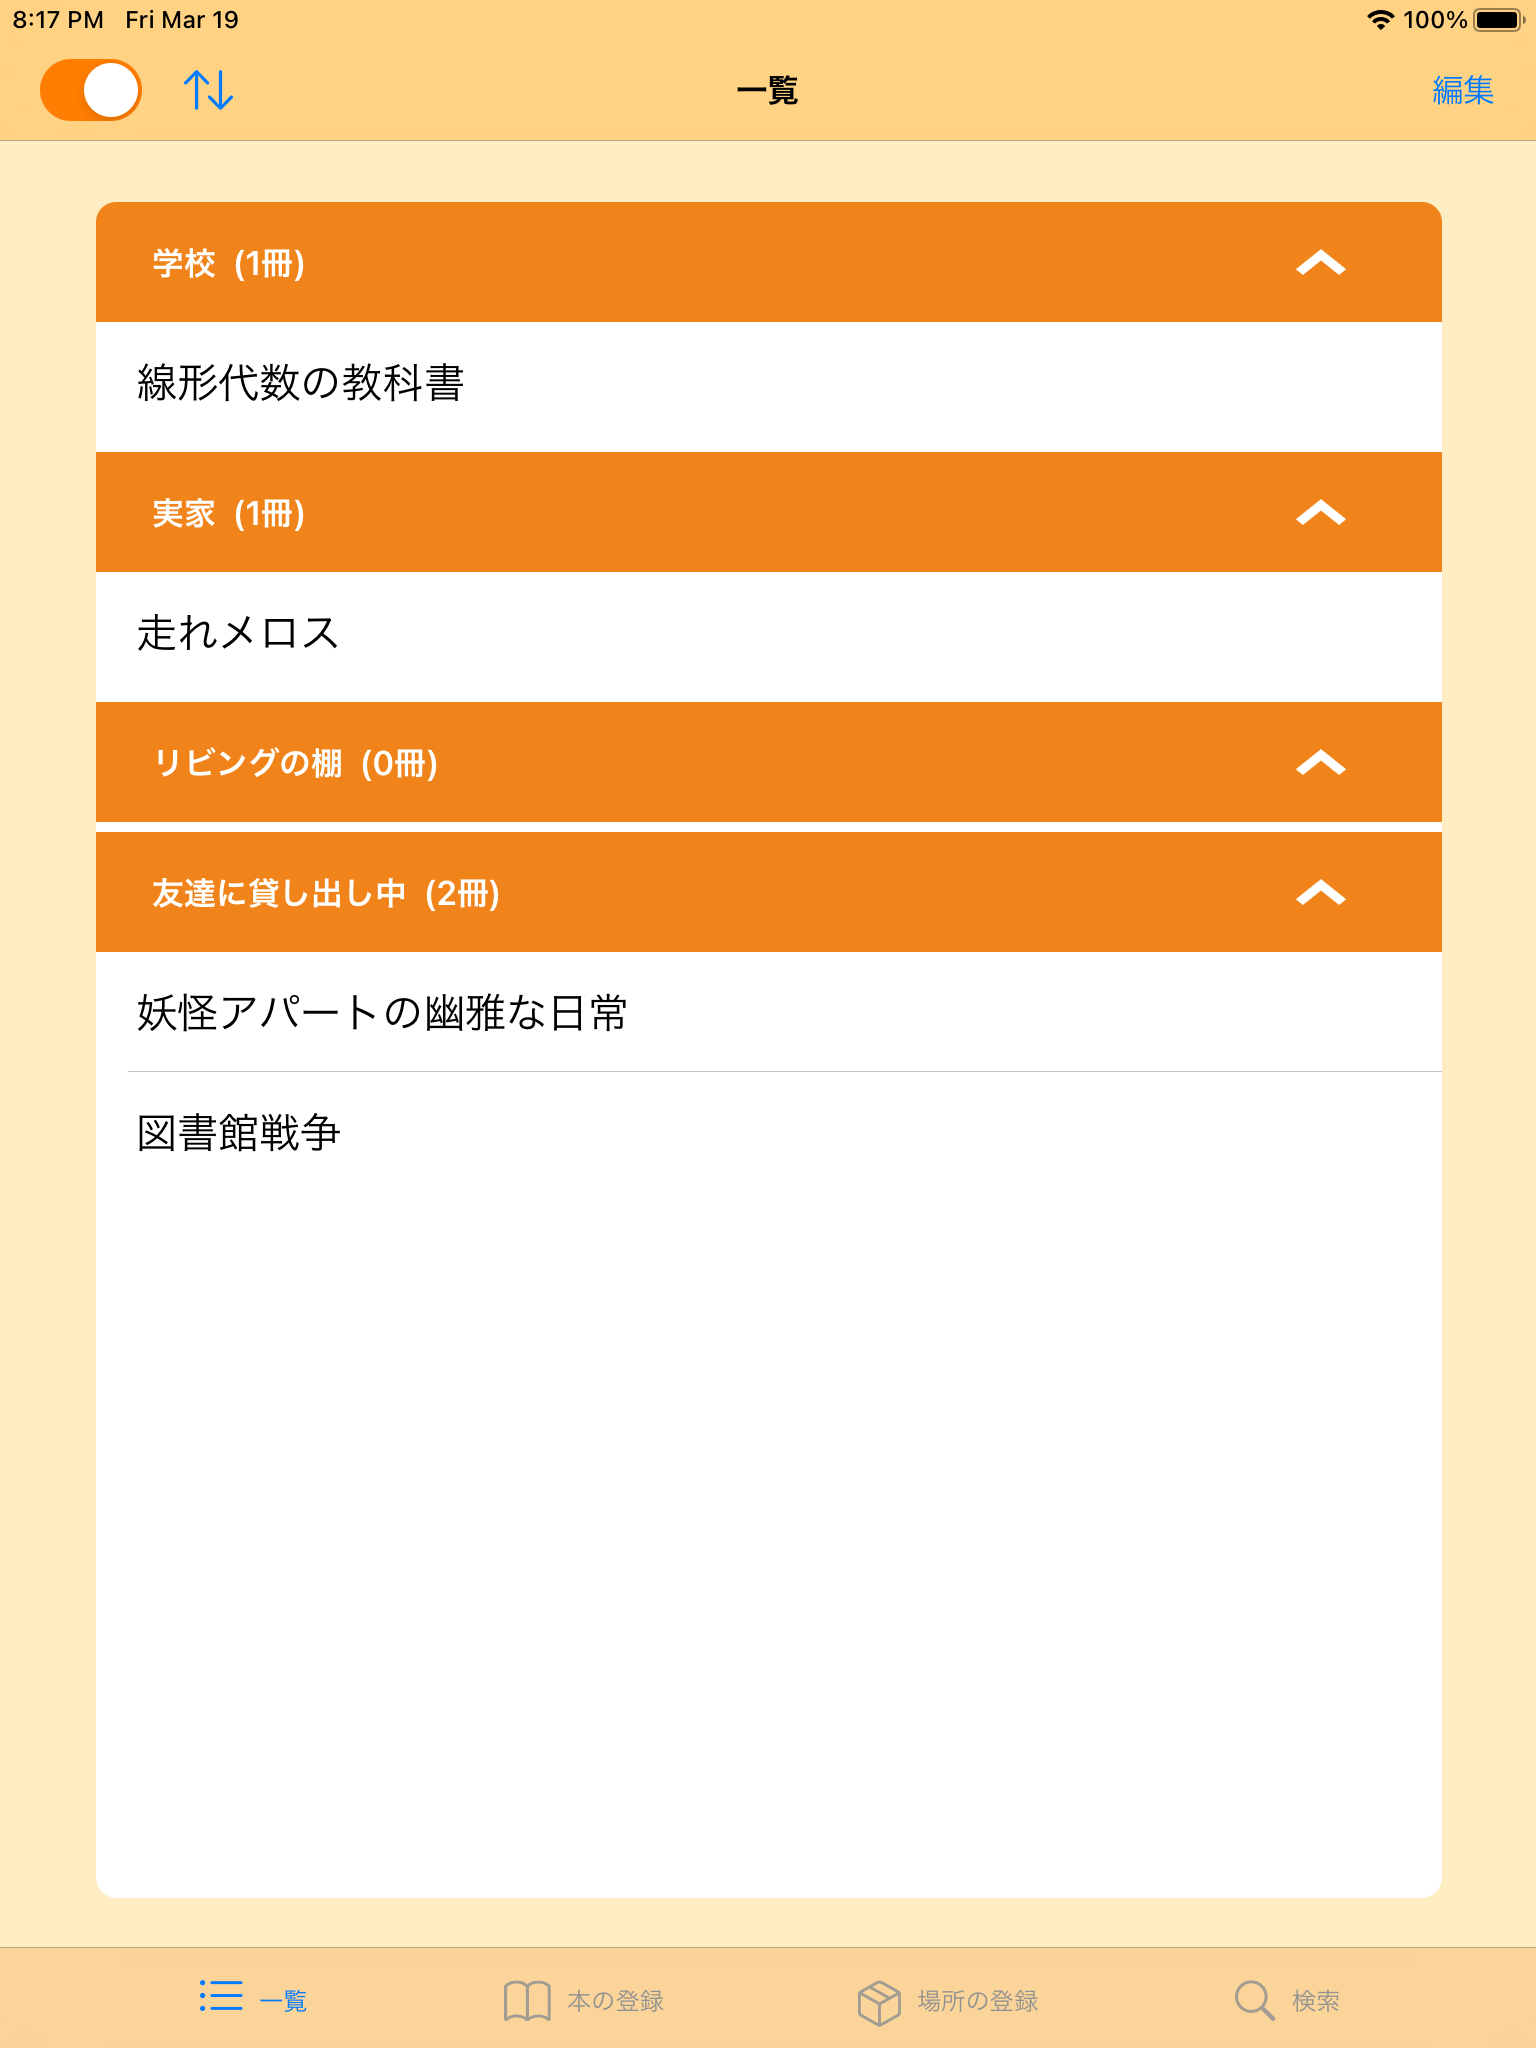 8:17 PM Fri Mar 19 100%
一覧 編集
学校 (1冊)
線形代数の教科書
実家 (1冊)
走れメロス
リビングの棚 (0冊)
友達に貸し出し中 (2冊)
妖怪アパートの幽雅な日常
図書館戦争
一覧 本の登録 場所の登録 検索